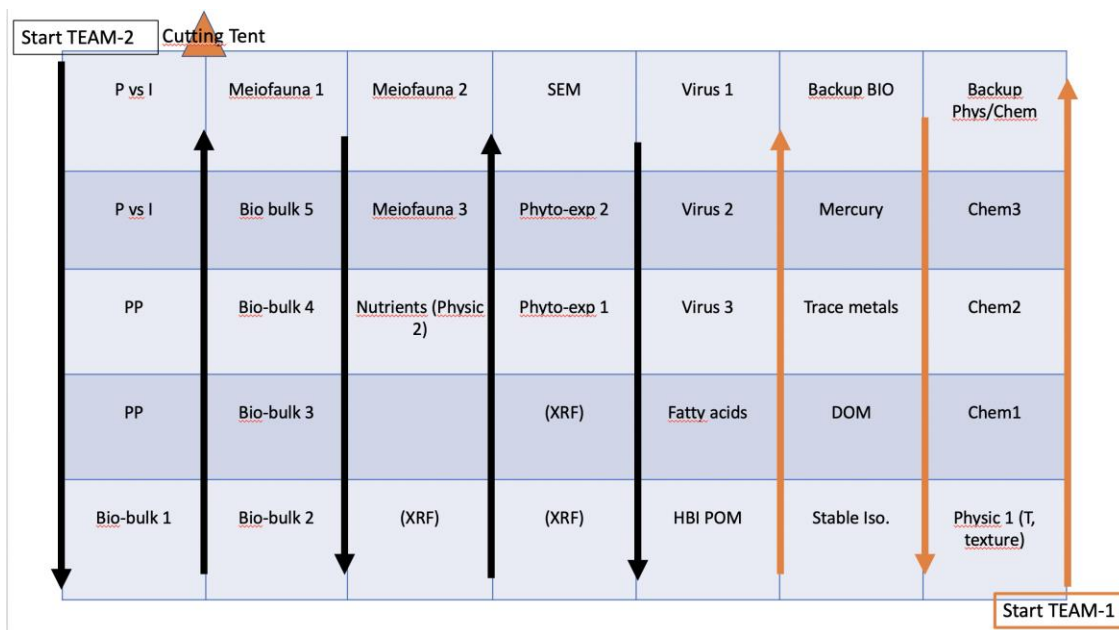 Start TEAM-2
Cutting Tent
P vs I
Meiofauna 1
Meiofauna 2
SEM
Virus 1
Backup BIO
Backup
Phys/Chem
P vs I
Bio bulk 5
Meiofauna 3
Phyto-exp 2
Virus 2
Mercury
Chem3
PP
Bio-bulk 4
Nutrients (Physic
2)
Phyto-exp 1
Virus 3
Trace metals
Chem2
PP
Bio-bulk 3
(XRF)
Fatty acids
DOM
Chem1
Bio-bulk 1
Bio-bulk 2
(XRF)
(XRF)
HBI POM
Stable Iso.
Physic 1 (T,
texture)
Start TEAM-1